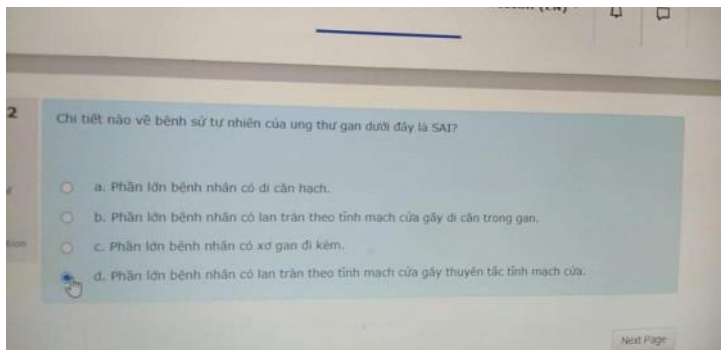 2
Chi tiết nào về bệnh sử tự nhiên của ung thư gan dưới đây là SAI?
a. Phần lớn bệnh nhân có di căn hạch.
b. Phần lớn bệnh nhân có lan tràn theo tĩnh mạch cửa gây di căn trong gan.
c. Phần lớn bệnh nhân có xơ gan đi kèm.
d. Phần lớn bệnh nhân có lan tràn theo tĩnh mạch cửa gây thuyên tắc tĩnh mạch cửa.
Next Page